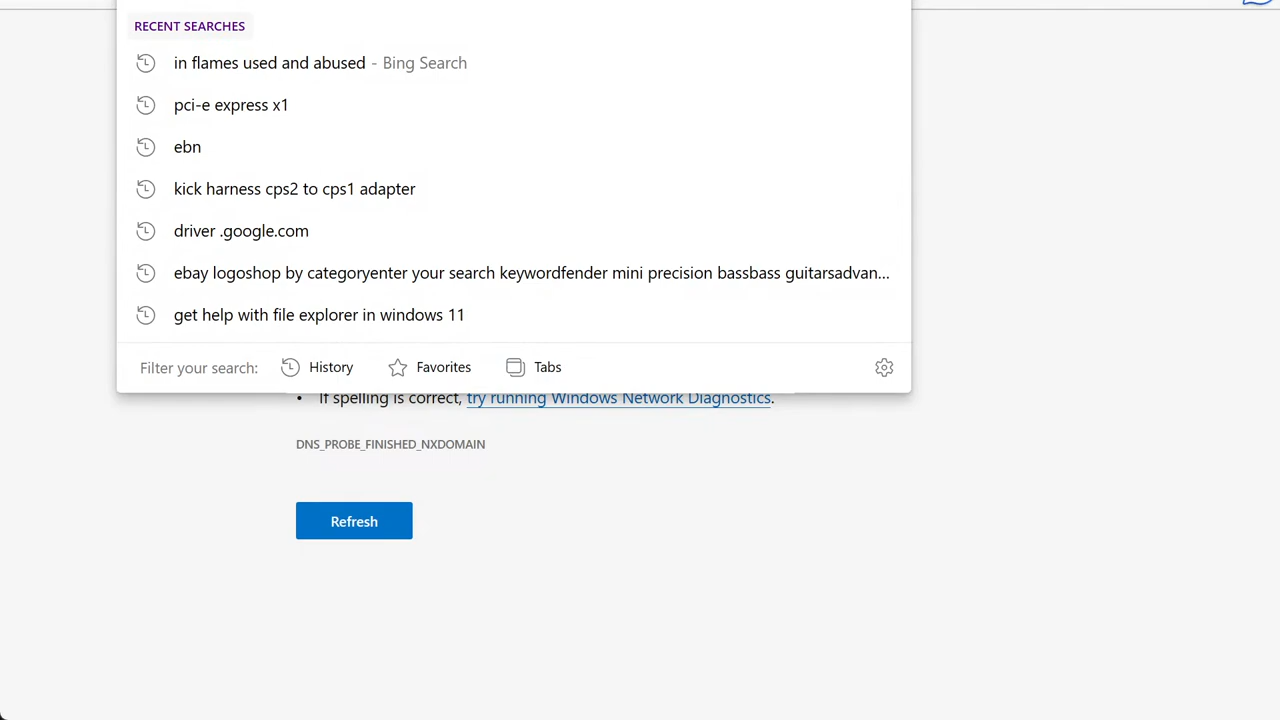 RECENT SEARCHES
in flames used and abused - Bing Search
pci-e express x1
ebn
kick harness cps2 to cps1 adapter
driver .google.com
ebay logoshop by categoryenter your search keywordfender mini precision bassbass guitarsadvan...
get help with file explorer in windows 11
Filter your search: History Favorites Tabs
• If spelling is correct, try running Windows Network Diagnostics.
DNS_PROBE_FINISHED_NXDOMAIN
Refresh